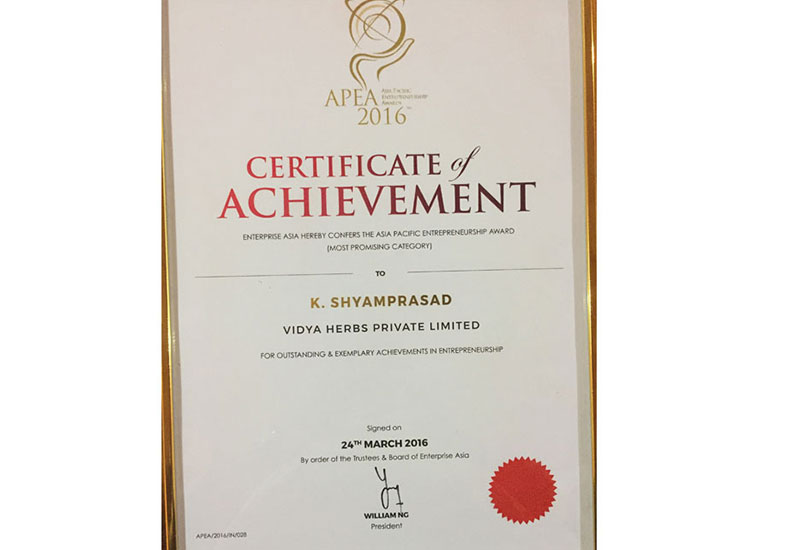 APEA ASIA PACIFIC
ENTREPRENEURSHIP
AWARDS
2016™
CERTIFICATE of
ACHIEVEMENT
ENTERPRISE ASIA HEREBY CONFERS THE ASIA PACIFIC ENTREPRENEURSHIP AWARD
(MOST PROMISING CATEGORY)
TO
K. SHYAMPRASAD
VIDYA HERBS PRIVATE LIMITED
FOR OUTSTANDING & EXEMPLARY ACHIEVEMENTS IN ENTREPRENEURSHIP
Signed on
24TH MARCH 2016
By order of the Trustees & Board of Enterprise Asia
WILLIAM NG
President
APEA/2016/IN/028